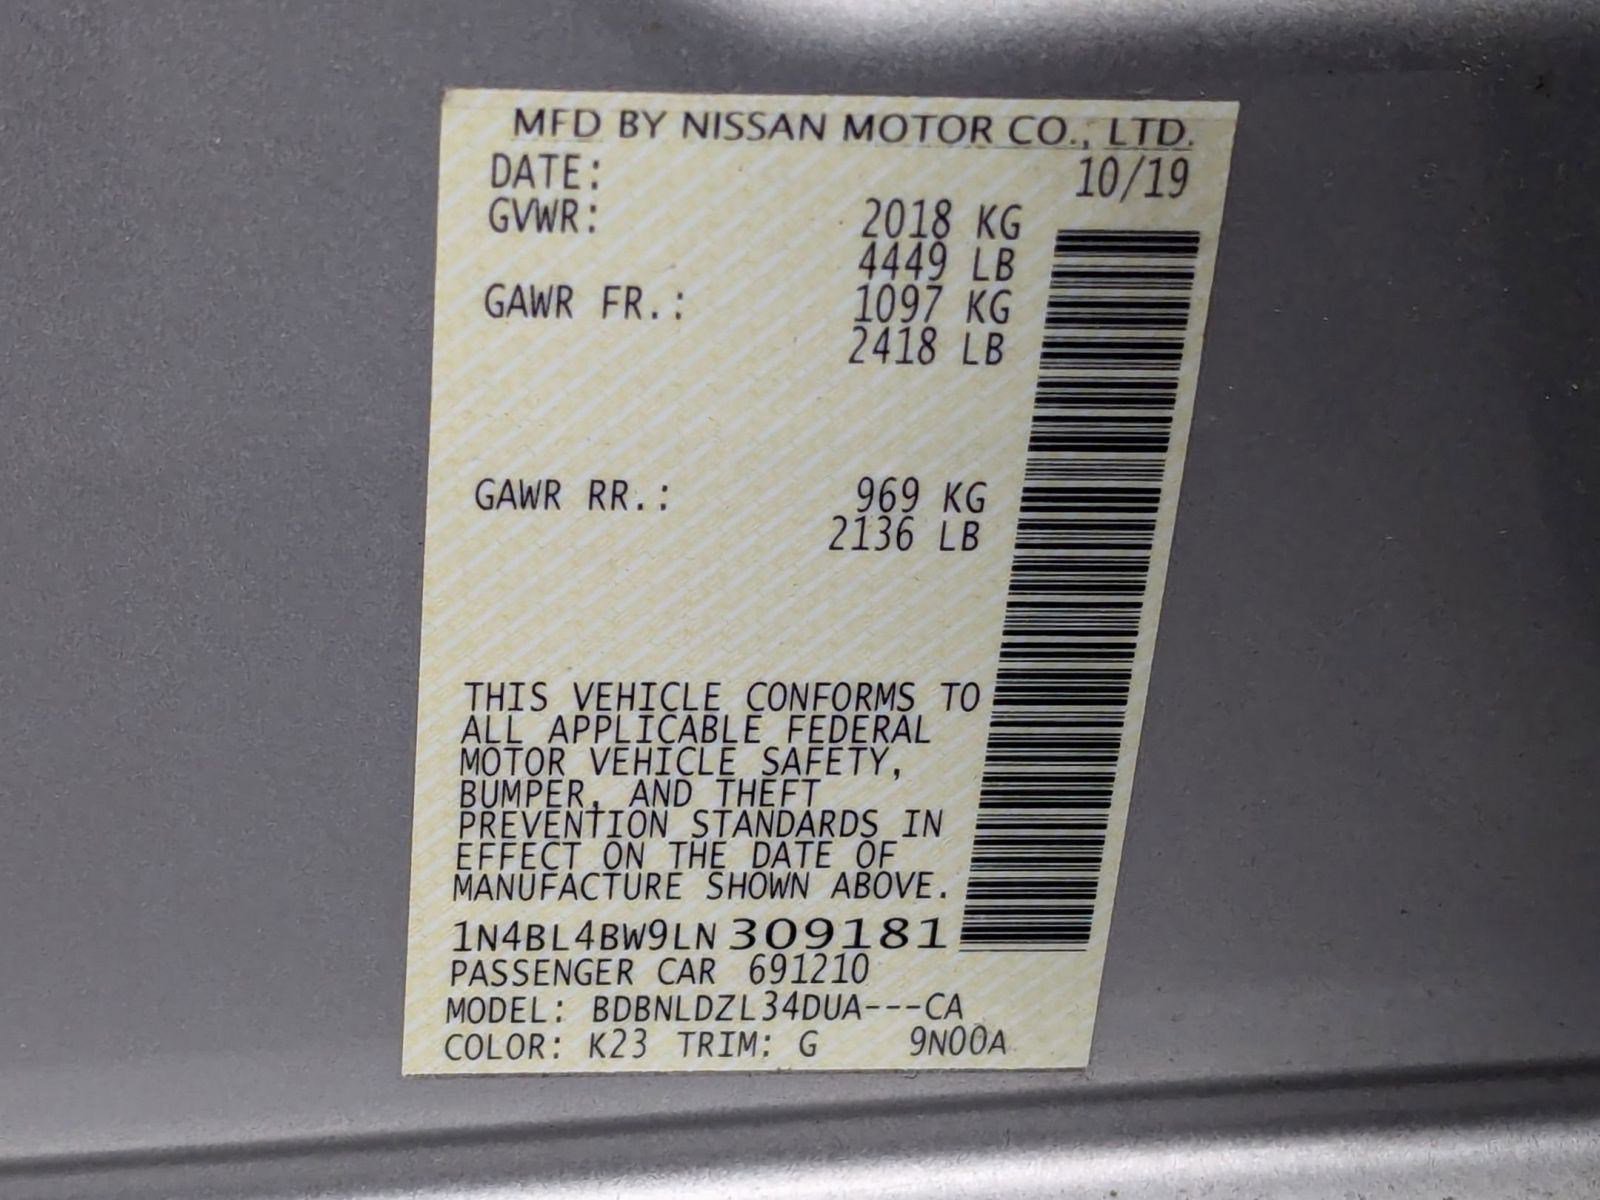 MFD BY NISSAN MOTOR CO., LTD.
DATE: 10/19
GVWR: 2018 KG
4449 LB
GAWR FR.: 1097 KG
2418 LB
GAWR RR.: 969 KG
2136 LB
THIS VEHICLE CONFORMS TO
ALL APPLICABLE FEDERAL
MOTOR VEHICLE SAFETY,
BUMPER, AND THEFT
PREVENTION STANDARDS IN
EFFECT ON THE DATE OF
MANUFACTURE SHOWN ABOVE.
1N4BL4BW9LN309181
PASSENGER CAR 691210
MODEL: BDBNLDZL34DUA---CA
COLOR: K23 TRIM: G 9N00A